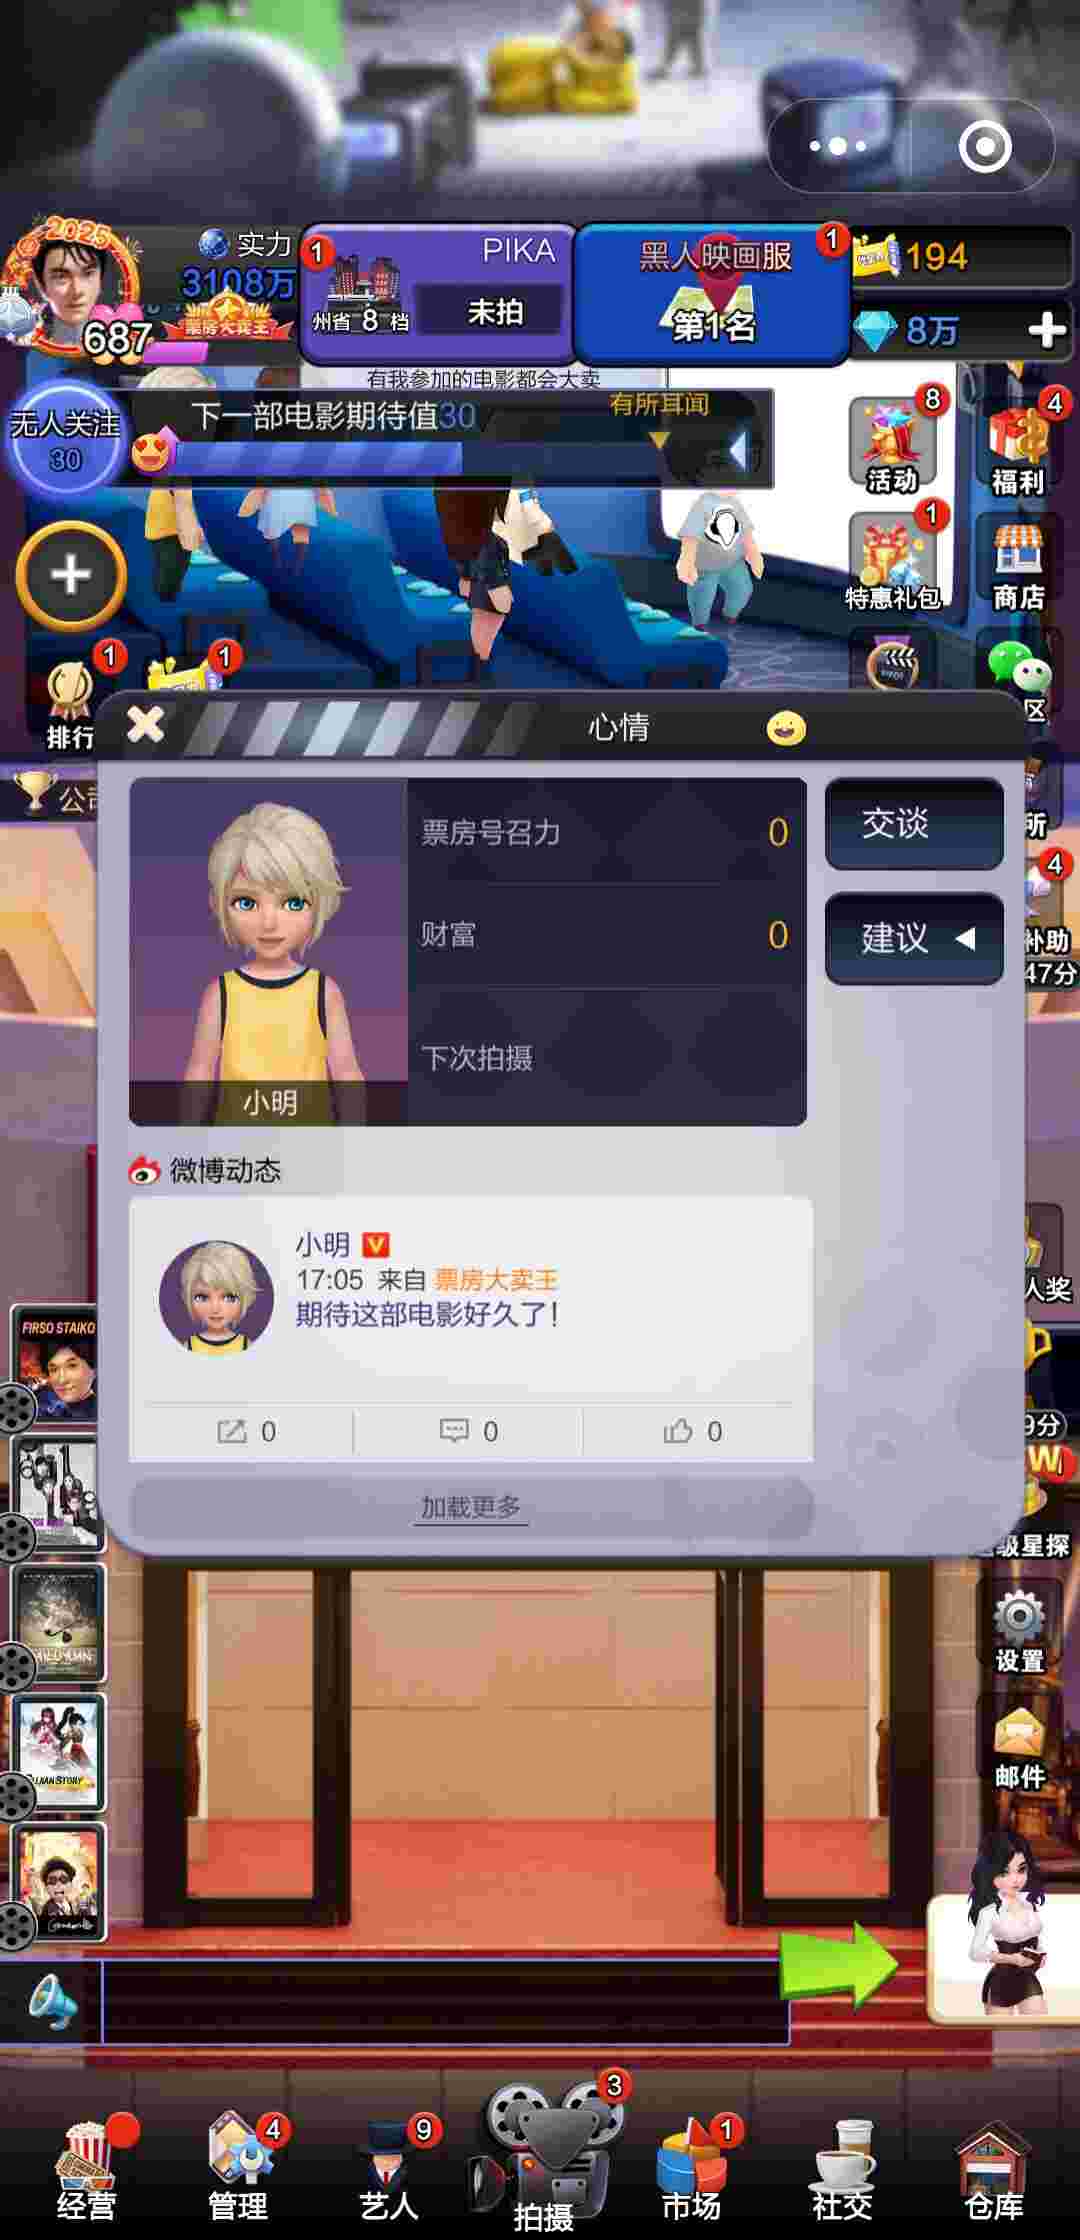 2025
实力
3108万
687
票房大卖王
1
PIKA
州省 8 档
未拍
黑人映画服
1
第1名
194
8万
有我参加的电影都会大卖
无人关注
30
下一部电影期待值30
有所耳闻
8
活动
4
福利
1
特惠礼包
商店
1
排行
1
区
公司
心情
小明
票房号召力
0
财富
0
下次拍摄
交谈
建议
所
4
补助
47分
微博动态
小明
17:05 来自 票房大卖王
期待这部电影好久了!
0
0
0
加载更多
人奖
9分
级星探
设置
邮件
FIRSO STAIKO
经营
4
管理
9
艺人
3
拍摄
1
市场
社交
仓库